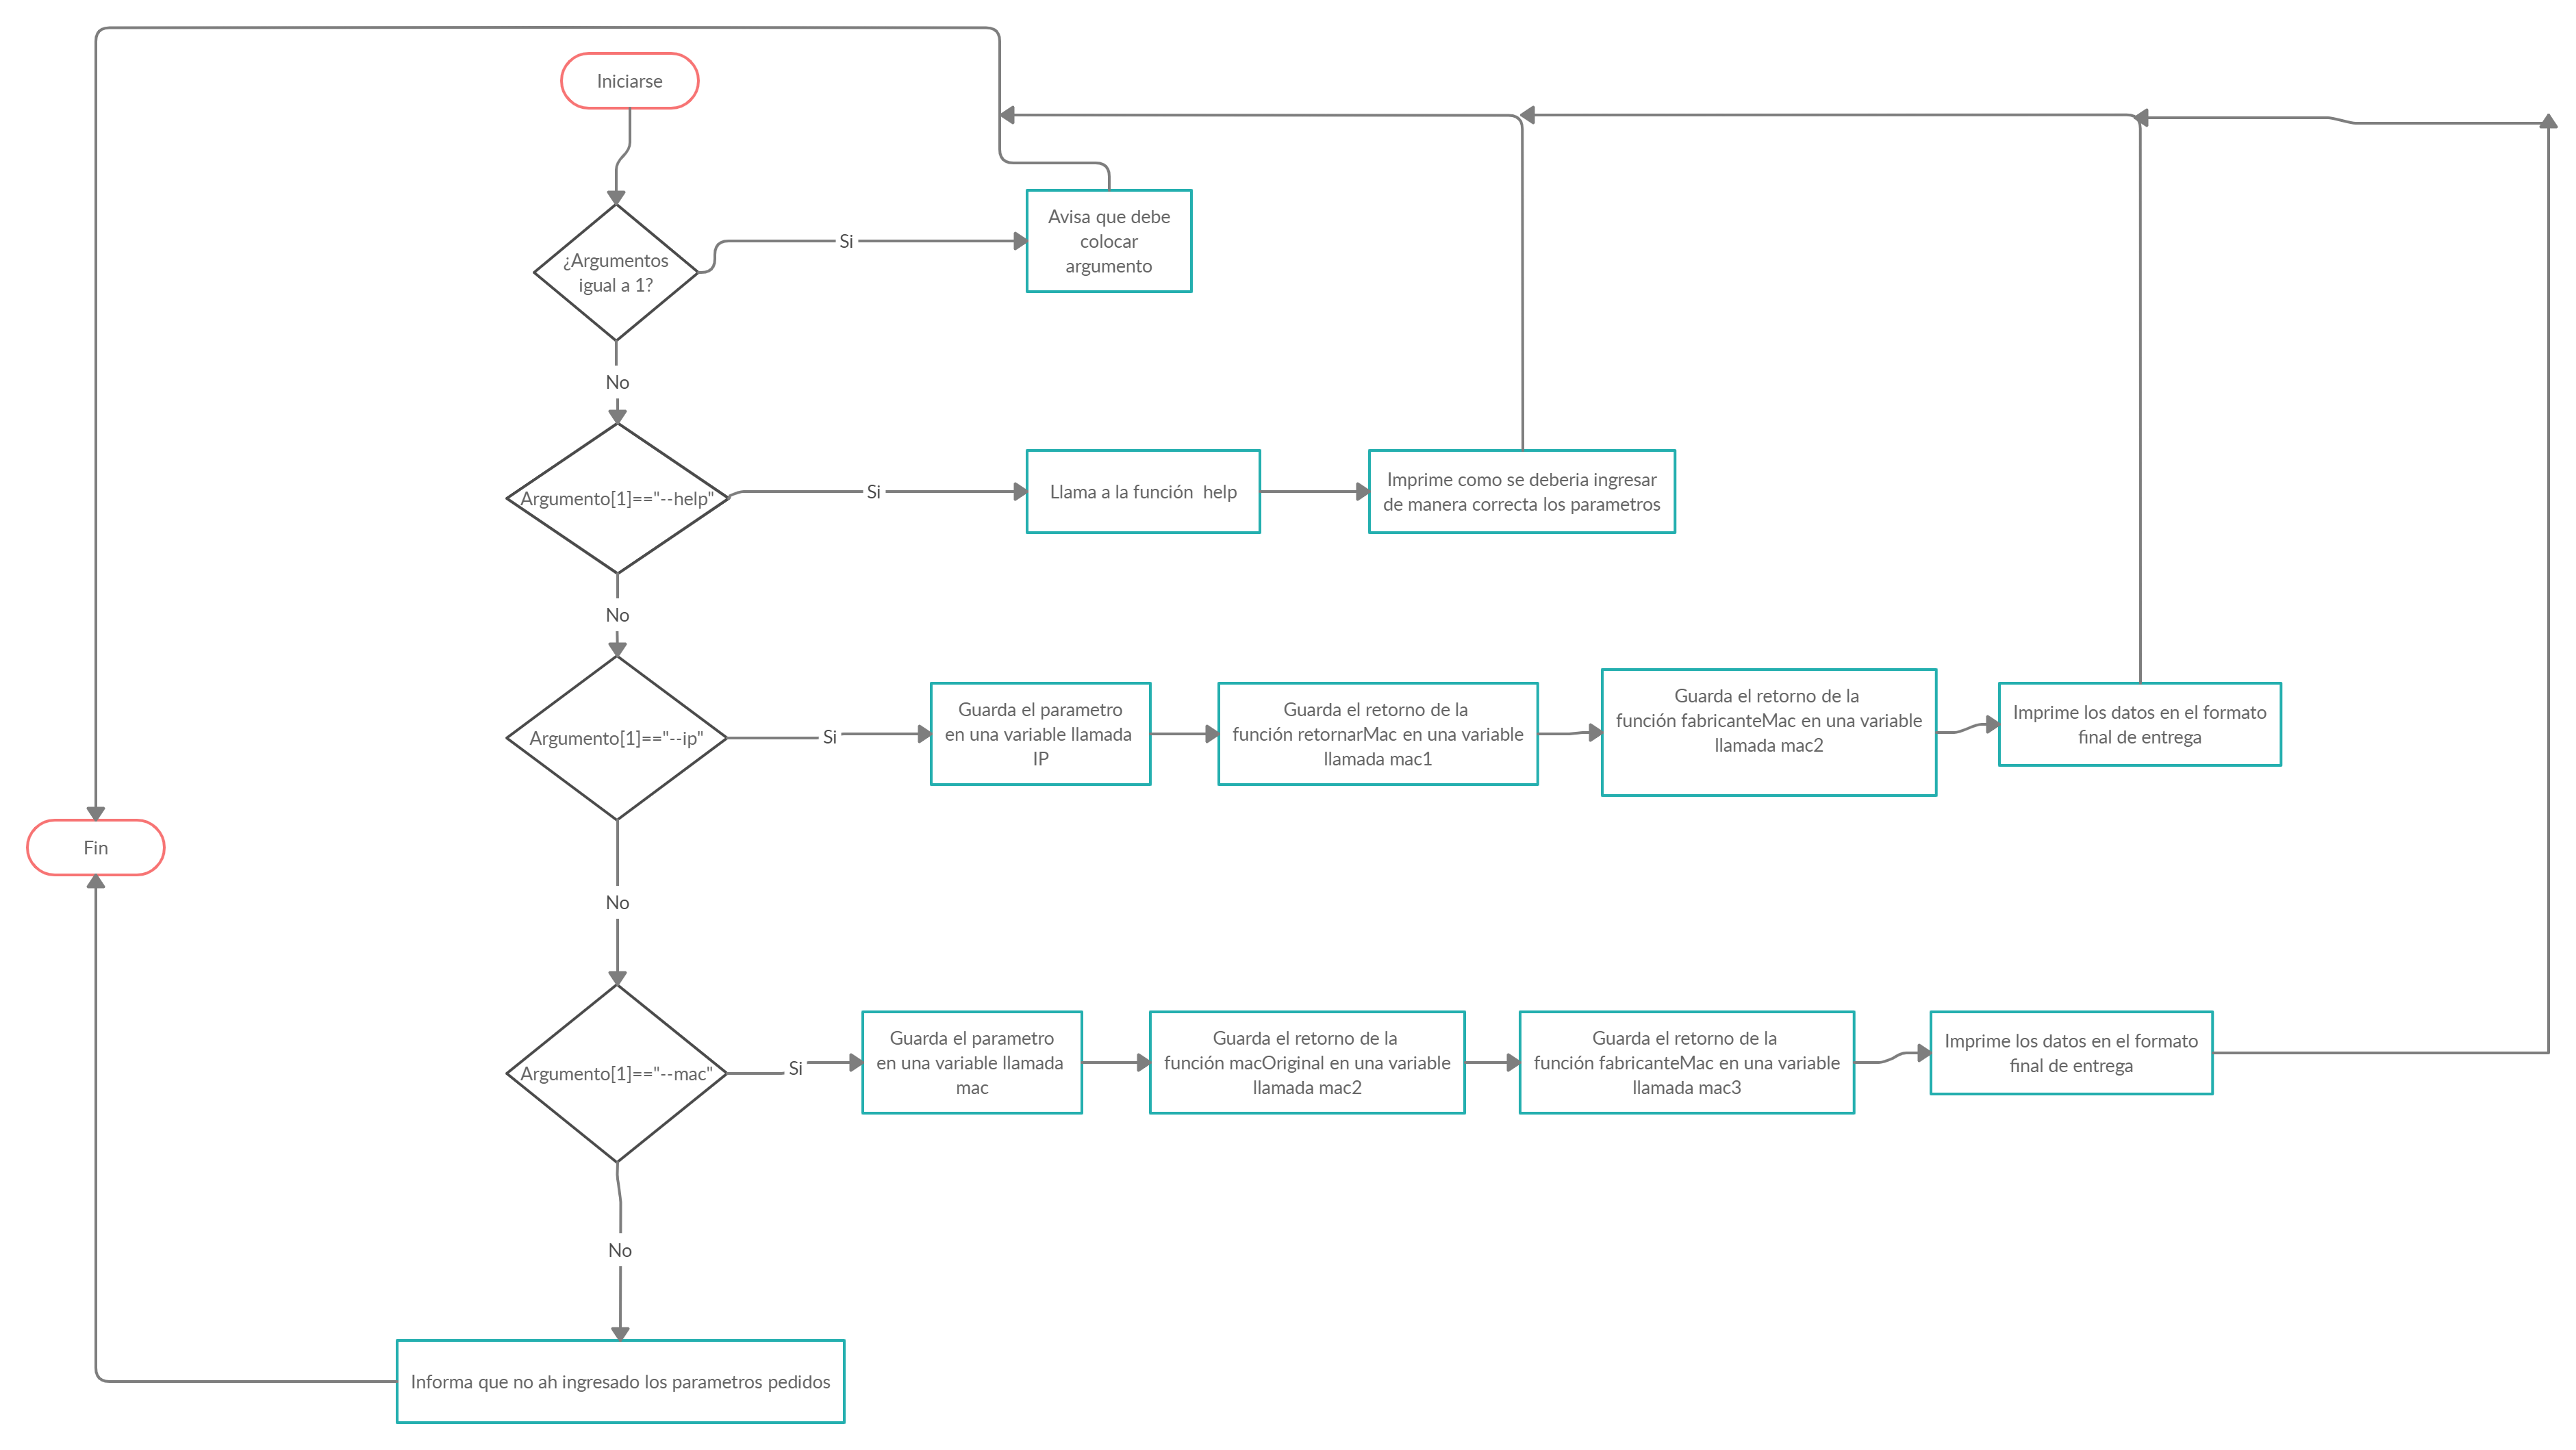 Iniciarse
¿Argumentos
igual a 1?
Si
Avisa que debe
colocar
argumento
No
Argumento[1]=="--help"
Si
Llama a la función  help
Imprime como se deberia ingresar
de manera correcta los parametros
No
Argumento[1]=="--ip"
Si
Guarda el parametro
en una variable llamada
IP
Guarda el retorno de la
función retornarMac en una variable
llamada mac1
Guarda el retorno de la
función fabricanteMac en una variable
llamada mac2
Imprime los datos en el formato
final de entrega
Fin
No
Argumento[1]=="--mac"
Si
Guarda el parametro
en una variable llamada
mac
Guarda el retorno de la
función macOriginal en una variable
llamada mac2
Guarda el retorno de la
función fabricanteMac en una variable
llamada mac3
Imprime los datos en el formato
final de entrega
No
Informa que no ah ingresado los parametros pedidos